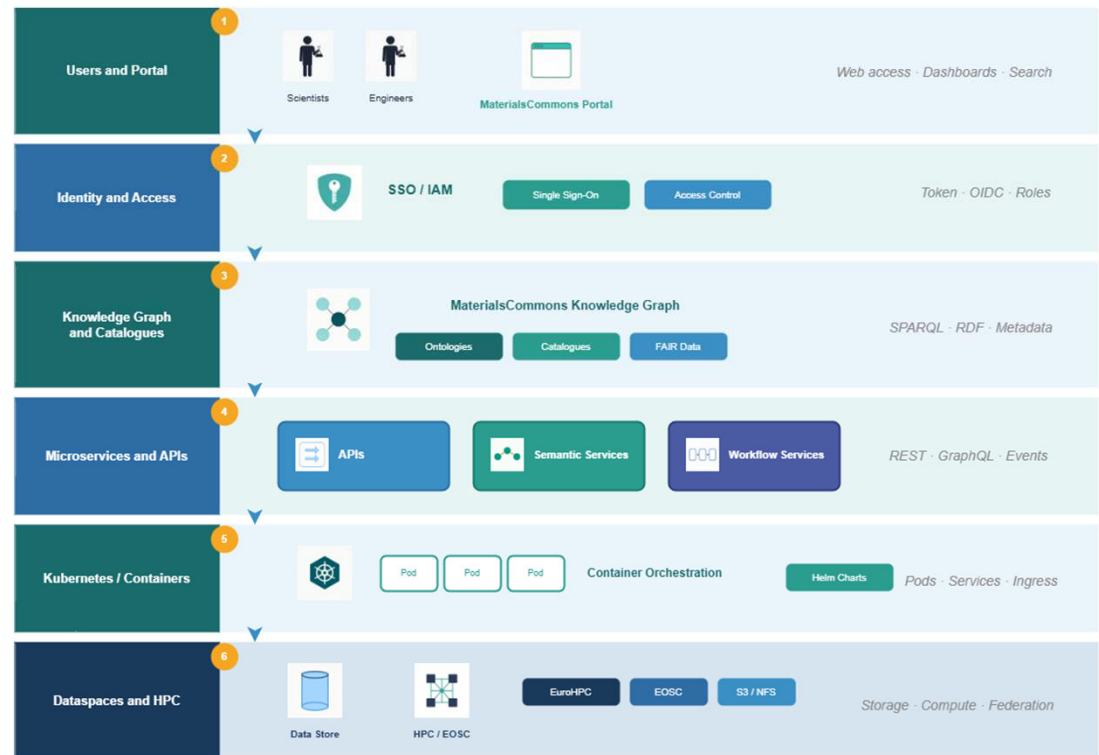 1
Users and Portal
Scientists
Engineers
MaterialsCommons Portal
Web access · Dashboards · Search
2
Identity and Access
SSO / IAM
Single Sign-On
Access Control
Token · OIDC · Roles
3
Knowledge Graph
and Catalogues
MaterialsCommons Knowledge Graph
Ontologies
Catalogues
FAIR Data
SPARQL · RDF · Metadata
4
Microservices and APIs
APIs
Semantic Services
Workflow Services
REST · GraphQL · Events
5
Kubernetes / Containers
Pod
Pod
Pod
Container Orchestration
Helm Charts
Pods · Services · Ingress
6
Dataspaces and HPC
Data Store
HPC / EOSC
EuroHPC
EOSC
S3 / NFS
Storage · Compute · Federation